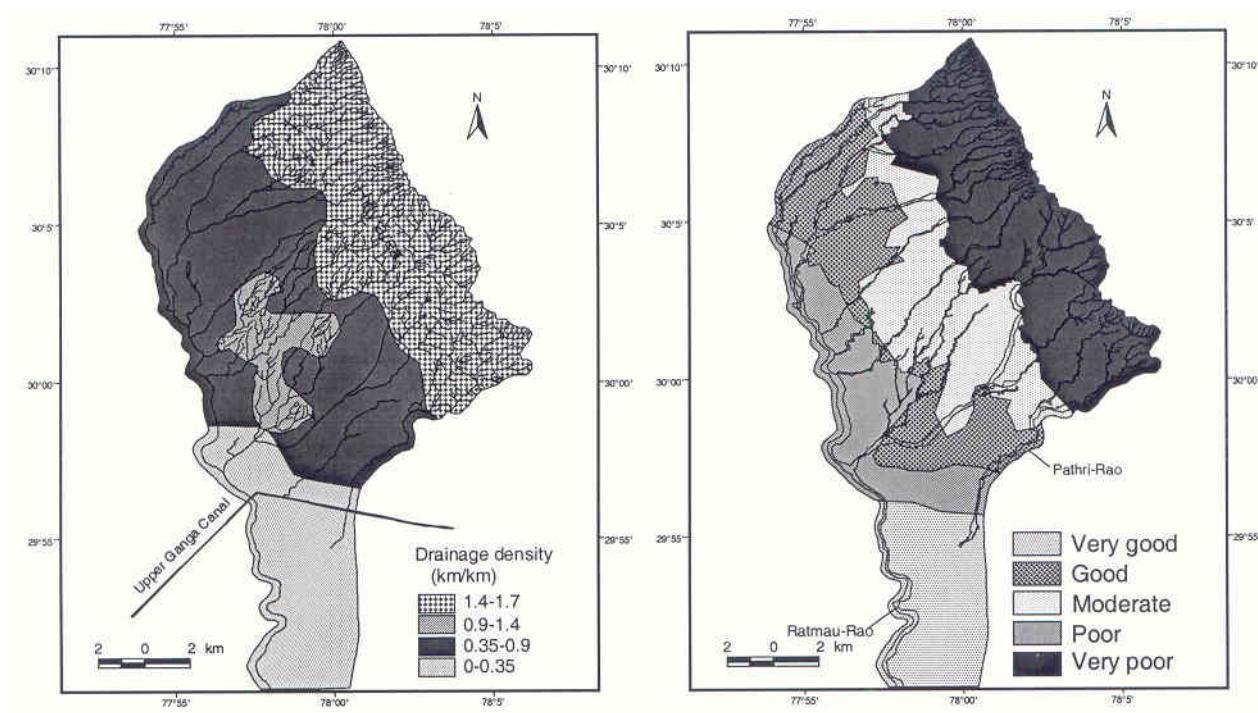 77°55'
78°00'
78°5'
30°10'
30°10'
N
30°5'
30°5'
30°00'
30°00'
Upper Ganga Canal
29°55'
29°55'
Drainage density
(km/km)
1.4-1.7
0.9-1.4
0.35-0.9
0-0.35
2 0 2 km
77°55'
78°00'
78°5'
77°55'
78°00'
78°5'
30°10'
30°10'
N
30°5'
30°5'
30°00'
30°00'
Pathri-Rao
29°55'
29°55'
Very good
Good
Moderate
Poor
Very poor
Ratmau-Rao
2 0 2 km
77°55'
78°00'
78°5'